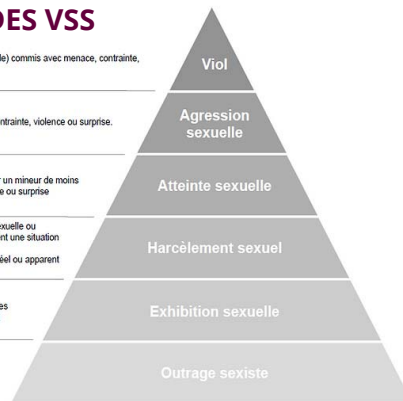 DES VSS
le) commis avec menace, contrainte,
Viol
ntrainte, violence ou surprise.
Agression
sexuelle
r un mineur de moins
e ou surprise
Atteinte sexuelle
exuelle ou
nt une situation
éel ou apparent
Harcèlement sexuel
es
Exhibition sexuelle
Outrage sexiste